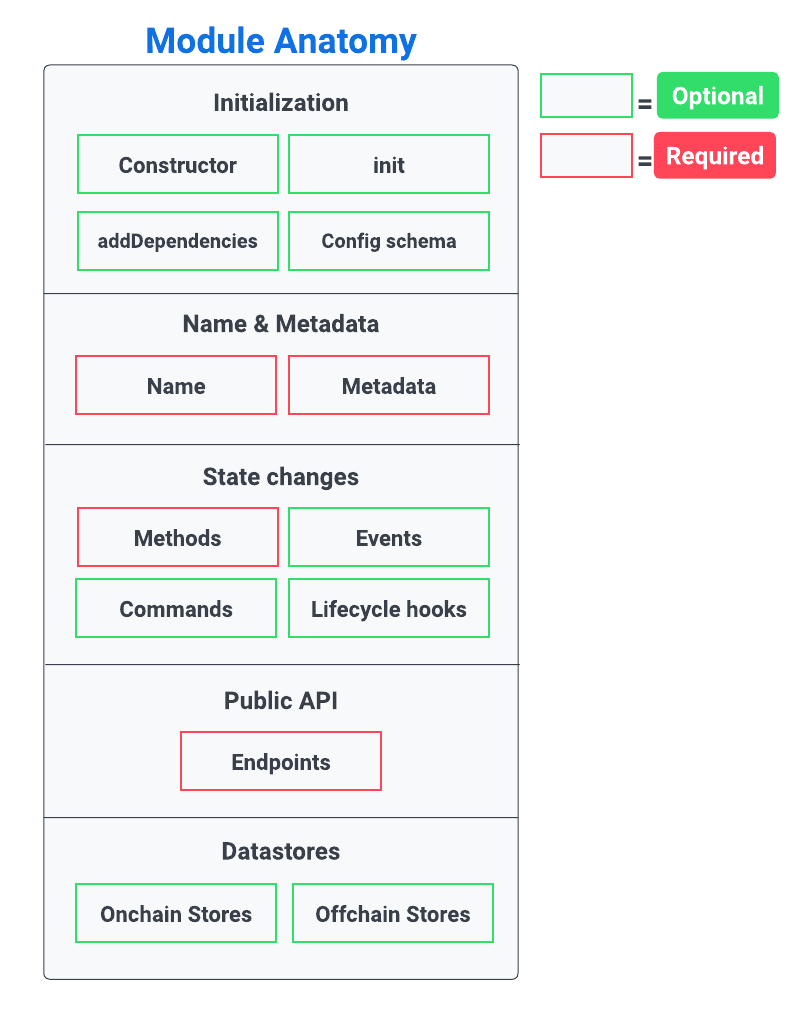 Module Anatomy
Initialization
Constructor
init
addDependencies
Config schema
Name & Metadata
Name
Metadata
State changes
Methods
Events
Commands
Lifecycle hooks
Public API
Endpoints
Datastores
Onchain Stores
Offchain Stores
= Optional
= Required